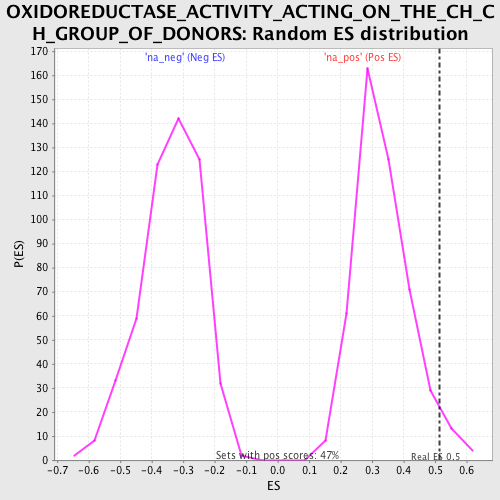 OXIDOREDUCTASE_ACTIVITY_ACTING_ON_THE_CH_C
H_GROUP_OF_DONORS: Random ES distribution
'na_neg' (Neg ES) 'na_pos' (Pos ES)
170
160
150
140
130
120
110
100
90
80
70
60
50
40
30
20
10
0
P(ES)
Sets with pos scores: 47%
Real ES 0.5
-0.7 -0.6 -0.5 -0.4 -0.3 -0.2 -0.1 -0.0 0.1 0.2 0.3 0.4 0.5 0.6
ES